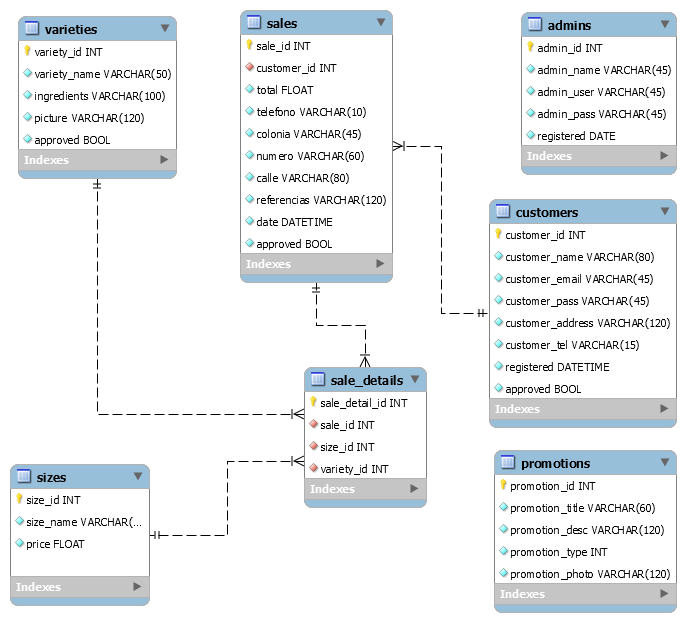 varieties
variety_id INT
variety_name VARCHAR(50)
ingredients VARCHAR(100)
picture VARCHAR(120)
approved BOOL
Indexes
sales
sale_id INT
customer_id INT
total FLOAT
telefono VARCHAR(10)
colonia VARCHAR(45)
numero VARCHAR(60)
calle VARCHAR(80)
referencias VARCHAR(120)
date DATETIME
approved BOOL
Indexes
admins
admin_id INT
admin_name VARCHAR(45)
admin_user VARCHAR(45)
admin_pass VARCHAR(45)
registered DATE
Indexes
customers
customer_id INT
customer_name VARCHAR(80)
customer_email VARCHAR(45)
customer_pass VARCHAR(45)
customer_address VARCHAR(120)
customer_tel VARCHAR(15)
registered DATETIME
approved BOOL
Indexes
sale_details
sale_detail_id INT
sale_id INT
size_id INT
variety_id INT
Indexes
sizes
size_id INT
size_name VARCHAR(...
price FLOAT
Indexes
promotions
promotion_id INT
promotion_title VARCHAR(60)
promotion_desc VARCHAR(120)
promotion_type INT
promotion_photo VARCHAR(120)
Indexes